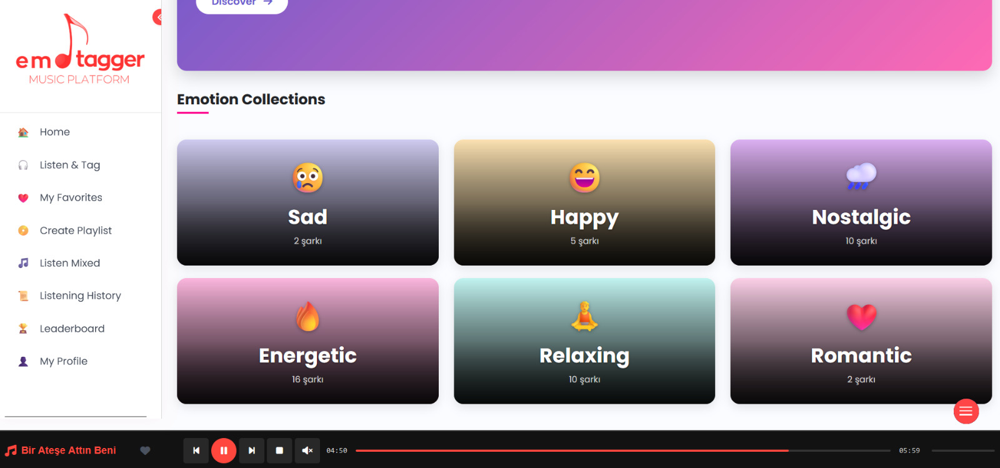 em tagger
MUSIC PLATFORM
Home
Listen & Tag
My Favorites
Create Playlist
Listen Mixed
Listening History
Leaderboard
My Profile
Discover →
Emotion Collections
Sad
2 şarkı
Happy
5 şarkı
Nostalgic
10 şarkı
Energetic
16 şarkı
Relaxing
10 şarkı
Romantic
2 şarkı
Bir Ateşe Attın Beni
04:50
05:59